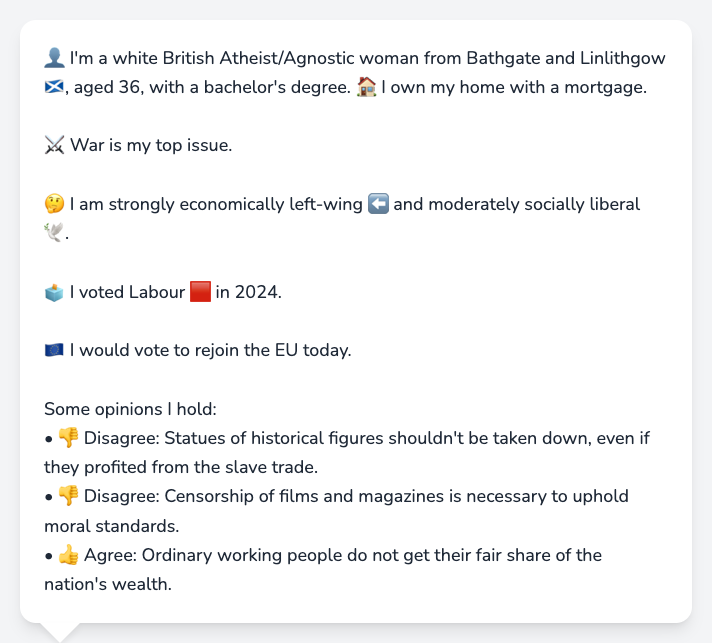 👤 I'm a white British Atheist/Agnostic woman from Bathgate and Linlithgow
🏴󠁧󠁢󠁳󠁣󠁴󠁿, aged 36, with a bachelor's degree. 🏠 I own my home with a mortgage.
⚔️ War is my top issue.
🤔 I am strongly economically left-wing ⬅️ and moderately socially liberal
🕊️.
🗳️ I voted Labour 🟥 in 2024.
🇪🇺 I would vote to rejoin the EU today.
Some opinions I hold:
• 👎 Disagree: Statues of historical figures shouldn't be taken down, even if
they profited from the slave trade.
• 👎 Disagree: Censorship of films and magazines is necessary to uphold
moral standards.
• 👍 Agree: Ordinary working people do not get their fair share of the
nation's wealth.